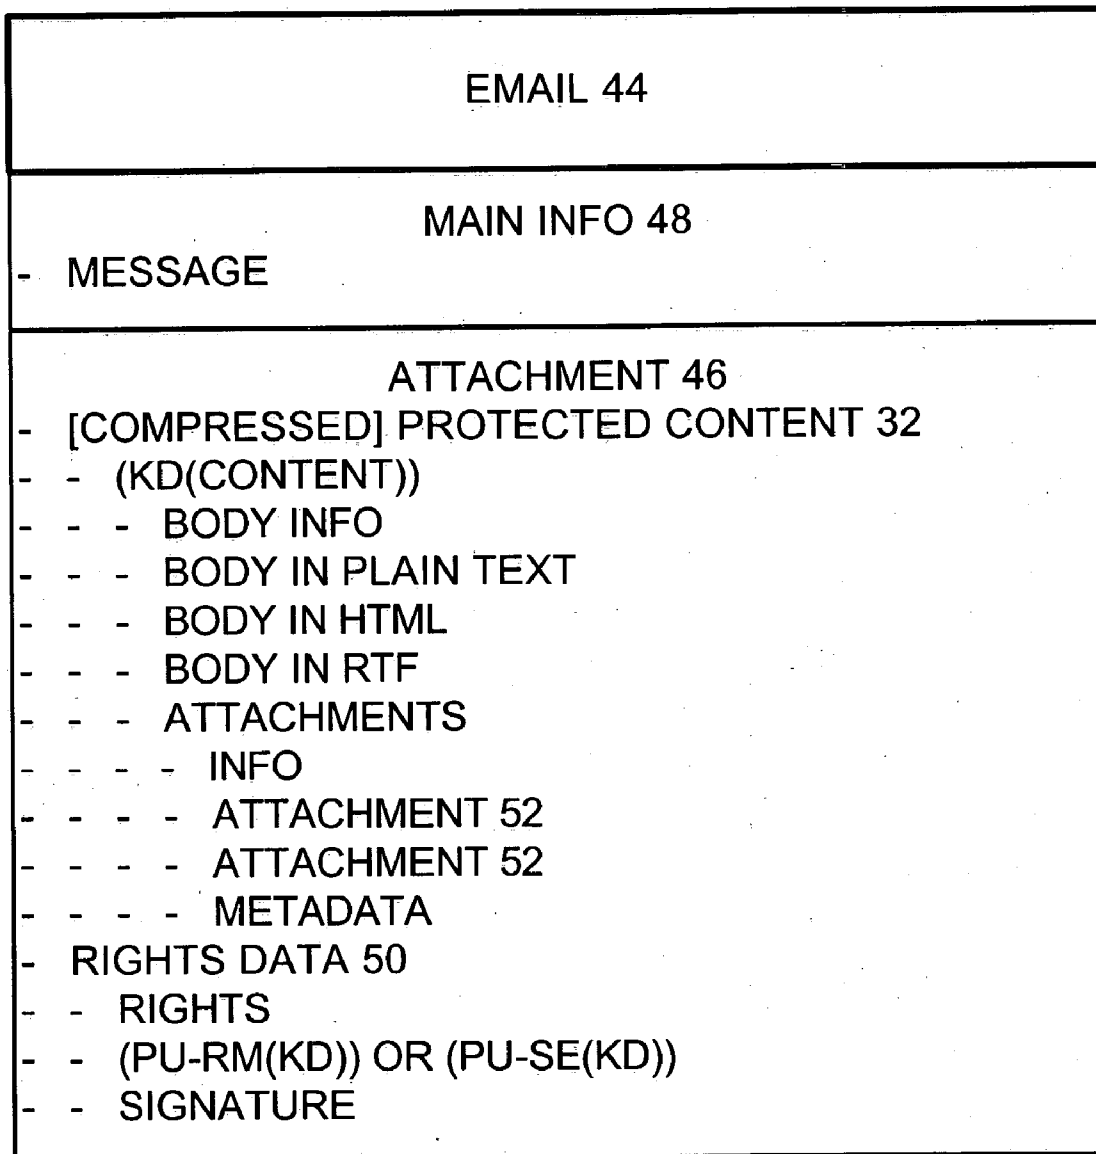 EMAIL 44
MAIN INFO 48
- MESSAGE
ATTACHMENT 46
- [COMPRESSED] PROTECTED CONTENT 32
- - (KD(CONTENT))
- - - BODY INFO
- - - BODY IN PLAIN TEXT
- - - BODY IN HTML
- - - BODY IN RTF
- - - ATTACHMENTS
- - - - INFO
- - - - ATTACHMENT 52
- - - - ATTACHMENT 52
- - - - METADATA
- RIGHTS DATA 50
- - RIGHTS
- - (PU-RM(KD)) OR (PU-SE(KD))
- - SIGNATURE